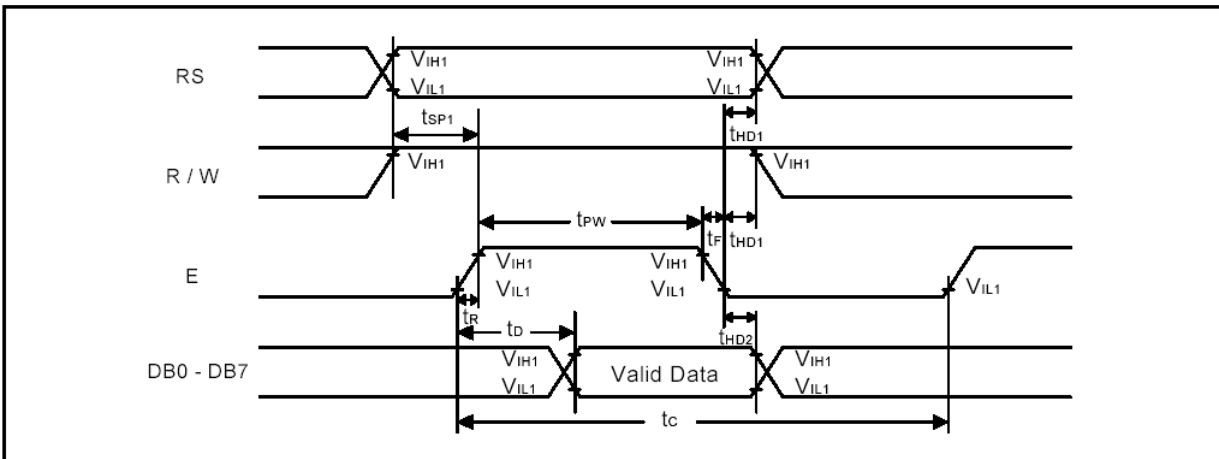 RS
VIH1
VIL1
VIH1
VIL1
tSP1
tHD1
R / W
VIH1
VIH1
tPW
tF
tHD1
E
VIH1
VIL1
VIH1
VIL1
VIL1
tR
tD
tHD2
DB0 - DB7
VIH1
VIL1
Valid Data
VIH1
VIL1
tC